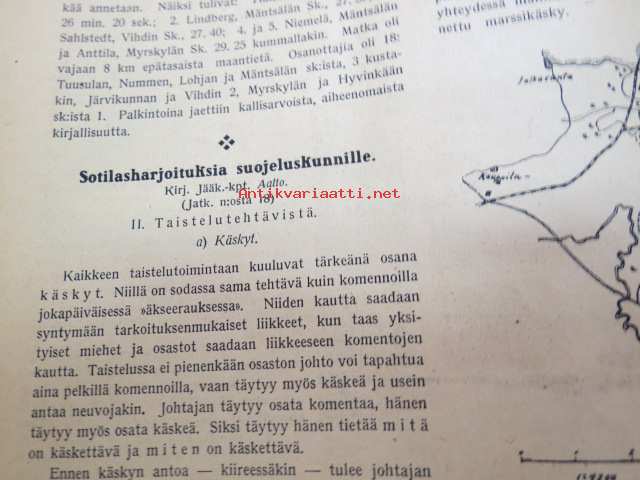 kää annetaan. Näiksi tulivat:
26 min. 20 sek.; 2. Lindberg, Mäntsälän Sk., 27.
Sahlstedt, Vihdin Sk., 27. 40; 4. ja 5. Niemelä, Mäntsälän
ja Anttila, Myrskylän Sk. 29, 25 kummallakin. Matka oli
vajaan 8 km epätasaista maantietä. Osanottajia oli 18:
Tuusulan, Nummen, Lohjan ja Mäntsälän sk:ista, 3 kusta-
kin, Järvikunnan ja Vihdin 2, Myrskylän ja Hyvinkään
sk:ista 1. Palkintoina jaettiin kallisarvoista, aiheenomaista
kirjallisuutta.
Sotilasharjoituksia suojeluskunnille.
Kirj. Jääk.-kpt. Aalto.
Antikvariaatti.net
(Jatk. n:osta 18)
II. Taistelutehtävistä.
a) Käskyt.
Kaikkeen taistelutoimintaan kuuluvat tärkeänä osana
käskyt. Niillä on sodassa sama tehtävä kuin komennoilla
jokapäiväisessä »äkseerauksessa». Niiden kautta saadaan
syntymään tarkoituksenmukaiset liikkeet, kun taas yksi-
tyiset miehet ja osastot saadaan liikkeeseen komentojen
kautta. Taistelussa ei pienenkään osaston johto voi tapahtua
aina pelkillä komennoilla, vaan täytyy myös käskeä ja usein
antaa neuvojakin. Johtajan täytyy osata komentaa, hänen
täytyy myös osata käskeä. Siksi täytyy hänen tietää mitä
on käskettävä ja miten on käskettävä.
Ennen käskyn antoa — kiireessäkin — tulee johtajan
yhteydessä
nettu marssikäsky.